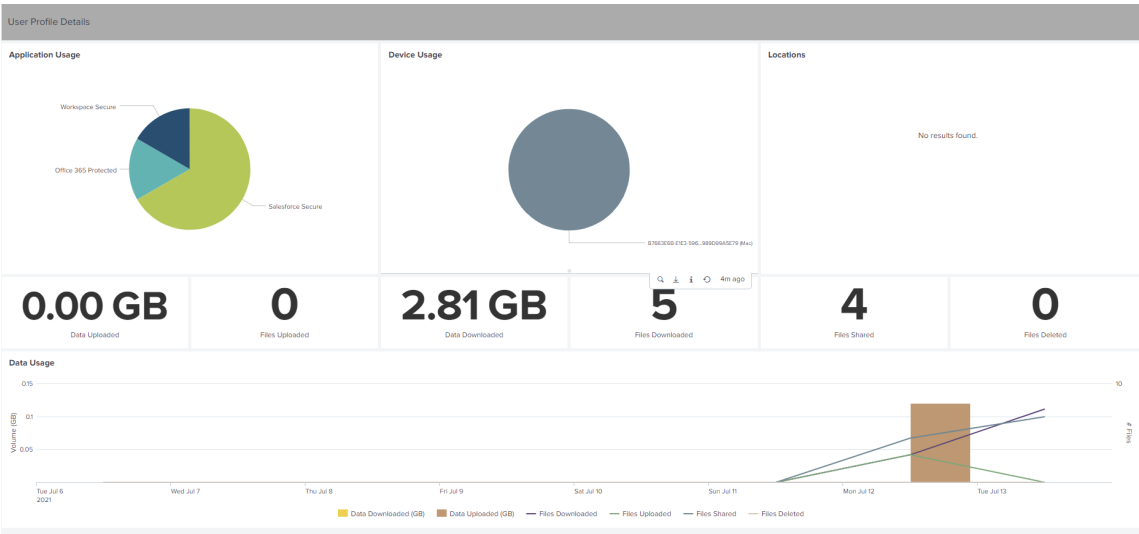 User Profile Details
Application Usage
Device Usage
Locations
Workspace Secure
Office 365 Protected
Salesforce Secure
No results found.
4m ago
0.00 GB
Data Uploaded
0
Files Uploaded
2.81 GB
Data Downloaded
5
Files Downloaded
4
Files Shared
0
Files Deleted
Data Usage
0.15
0.1
0.05
Volume (GB)
10
# Files
Tue Jul 6
2021
Wed Jul 7
Thu Jul 8
Fri Jul 9
Sat Jul 10
Sun Jul 11
Mon Jul 12
Tue Jul 13
Data Downloaded (GB)
Data Uploaded (GB)
Files Downloaded
Files Uploaded
Files Shared
Files Deleted